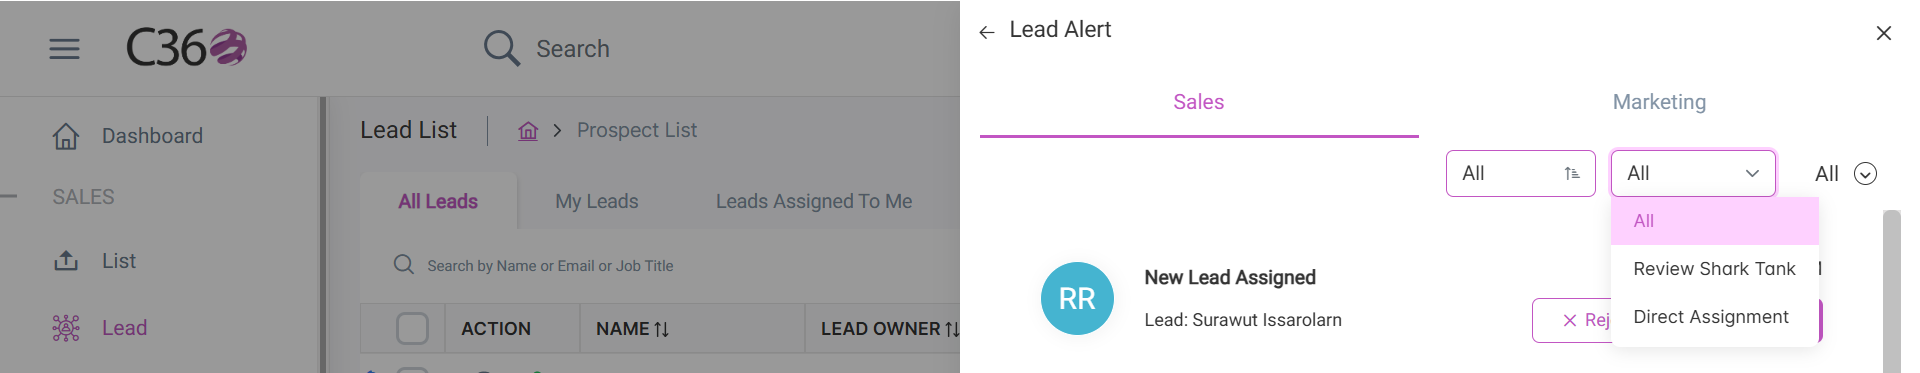 C360
Search
Dashboard
SALES
List
Lead
Lead List
Prospect List
All Leads
My Leads
Leads Assigned To Me
Search by Name or Email or Job Title
ACTION
NAME
LEAD OWNER
Lead Alert
Sales
Marketing
All
All
All
All
Review Shark Tank
Direct Assignment
RR
New Lead Assigned
Lead: Surawut Issarolarn